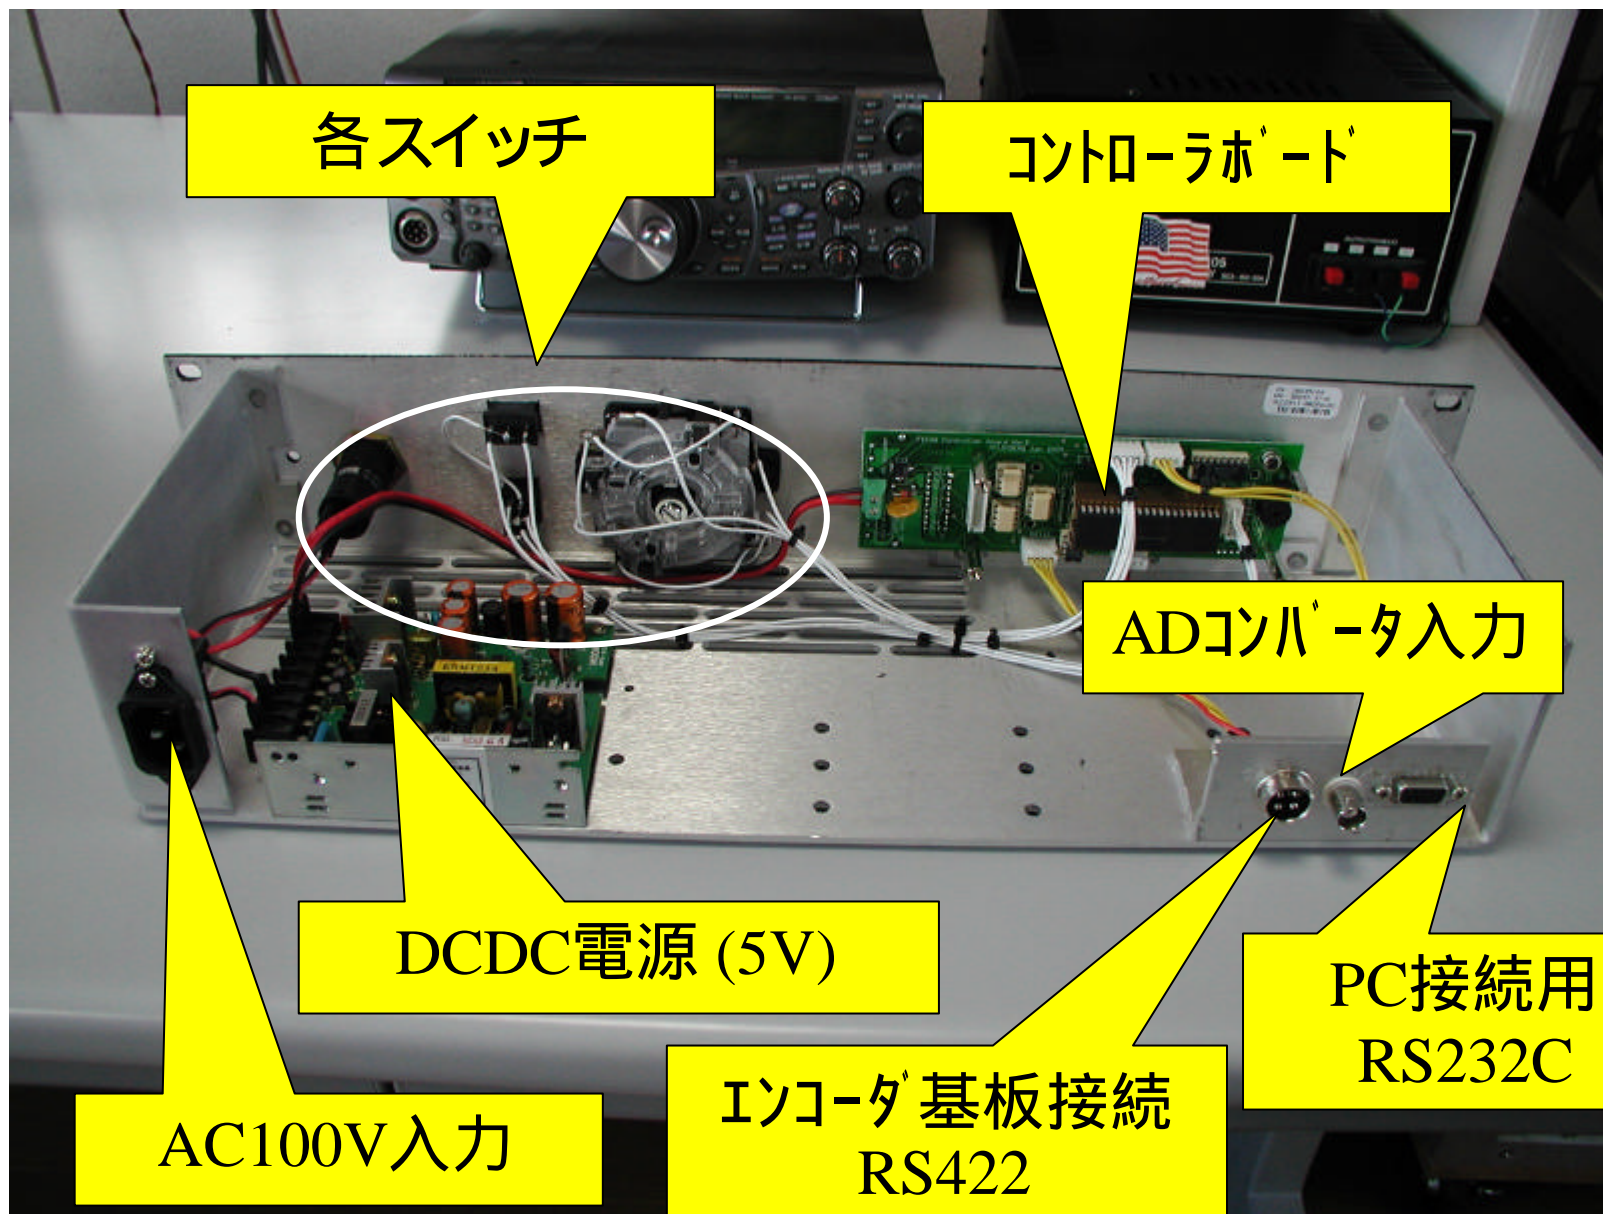 各スイッチ
コントローラボード
ADコンバータ入力
DCDC電源 (5V)
PC接続用
RS232C
エンコーダ基板接続
RS422
AC100V入力